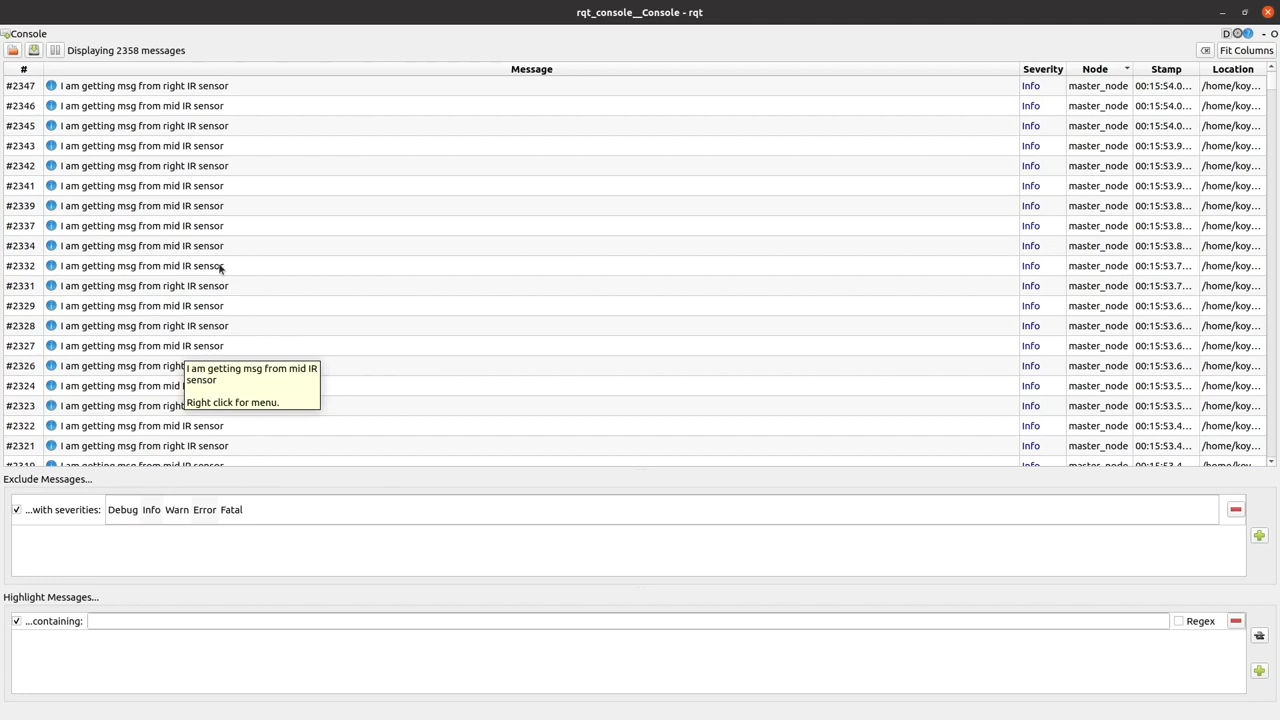 rqt_console__Console - rqt
Console
D
- O
Displaying 2358 messages
Fit Columns
# Message Severity Node Stamp Location
#2347 I am getting msg from right IR sensor Info master_node 00:15:54.0... /home/koy...
#2346 I am getting msg from mid IR sensor Info master_node 00:15:54.0... /home/koy...
#2345 I am getting msg from right IR sensor Info master_node 00:15:54.0... /home/koy...
#2343 I am getting msg from mid IR sensor Info master_node 00:15:53.9... /home/koy...
#2342 I am getting msg from right IR sensor Info master_node 00:15:53.9... /home/koy...
#2341 I am getting msg from mid IR sensor Info master_node 00:15:53.9... /home/koy...
#2339 I am getting msg from mid IR sensor Info master_node 00:15:53.8... /home/koy...
#2337 I am getting msg from mid IR sensor Info master_node 00:15:53.8... /home/koy...
#2334 I am getting msg from mid IR sensor Info master_node 00:15:53.8... /home/koy...
#2332 I am getting msg from mid IR sensor Info master_node 00:15:53.7... /home/koy...
#2331 I am getting msg from right IR sensor Info master_node 00:15:53.7... /home/koy...
#2329 I am getting msg from mid IR sensor Info master_node 00:15:53.6... /home/koy...
#2328 I am getting msg from right IR sensor Info master_node 00:15:53.6... /home/koy...
#2327 I am getting msg from mid IR sensor Info master_node 00:15:53.6... /home/koy...
#2326 I am getting msg from right Info master_node 00:15:53.6... /home/koy...
#2324 I am getting msg from mid Info master_node 00:15:53.5... /home/koy...
#2323 I am getting msg from right Info master_node 00:15:53.5... /home/koy...
I am getting msg from mid IR
sensor
Right click for menu.
#2322 I am getting msg from mid IR sensor Info master_node 00:15:53.4... /home/koy...
#2321 I am getting msg from right IR sensor Info master_node 00:15:53.4... /home/koy...
#2319 I am getting msg from mid IR sensor Info master_node 00:15:53.4... /home/koy...
Exclude Messages...
...with severities: Debug Info Warn Error Fatal
Highlight Messages...
...containing: Regex